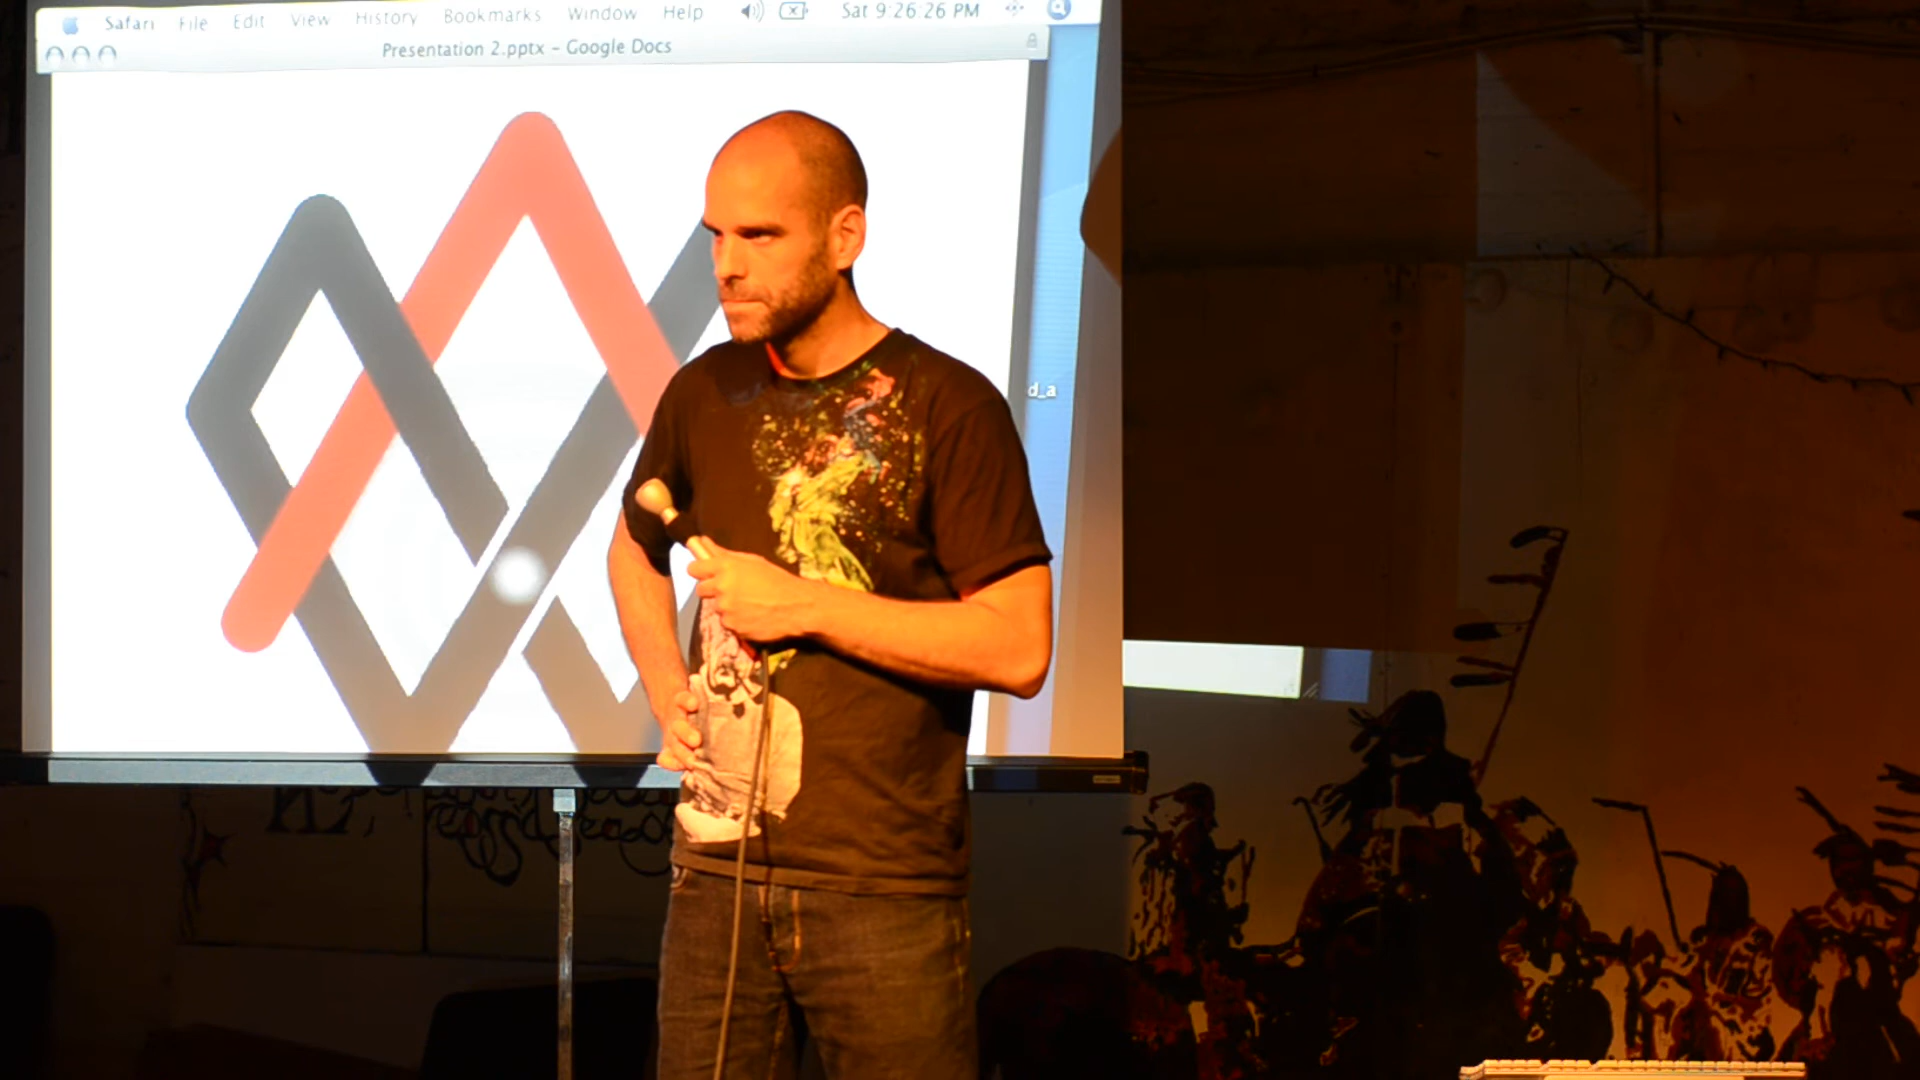 Safari File Edit View History Bookmarks Window Help Sat 9:26:26 PM
Presentation 2.pptx – Google Docs
d_a